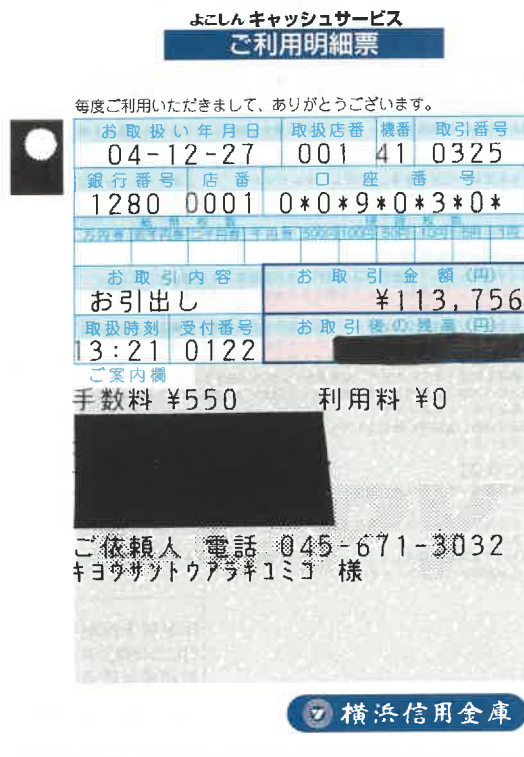 よこしん キャッシュサービス
ご利用明細票
毎度ご利用いただきまして、ありがとうございます。
お取扱い年月日 取扱店番 機番 取引番号
04-12-27 001 41 0325
銀行番号 店番 口座番号
1280 0001 0*0*9*0*3*0*
お取引内容 お取引金額(円)
お引出し ¥113,756
取扱時刻 受付番号 お取引後の残高(円)
13:21 0122
ご案内欄
手数料 ¥550 利用料 ¥0
ご依頼人 電話 045-671-3032
キヨウサントウアラキユミコ 様
横浜信用金庫